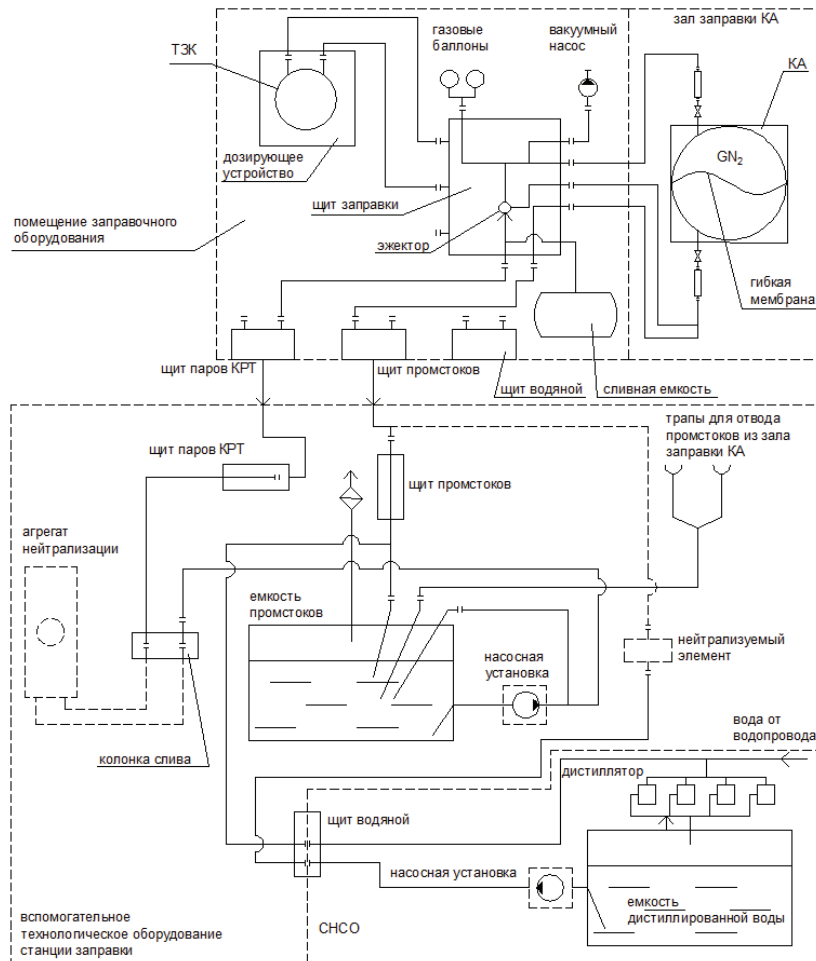 зал заправки КА
газовые
баллоны
вакуумный
насос
ТЗК
КА
GN₂
дозирующее
устройство
щит заправки
помещение заправочного
оборудования
эжектор
гибкая
мембрана
щит паров КРТ
щит промстоков
щит водяной
сливная емкость
трапы для отвода
промстоков из зала
заправки КА
щит паров КРТ
щит промстоков
агрегат
нейтрализации
емкость
промстоков
насосная
установка
нейтрализуемый
элемент
колонка слива
вода от
водопровода
дистиллятор
щит водяной
насосная установка
емкость
дистиллированной воды
вспомогательное
технологическое оборудование
станции заправки
СНСО